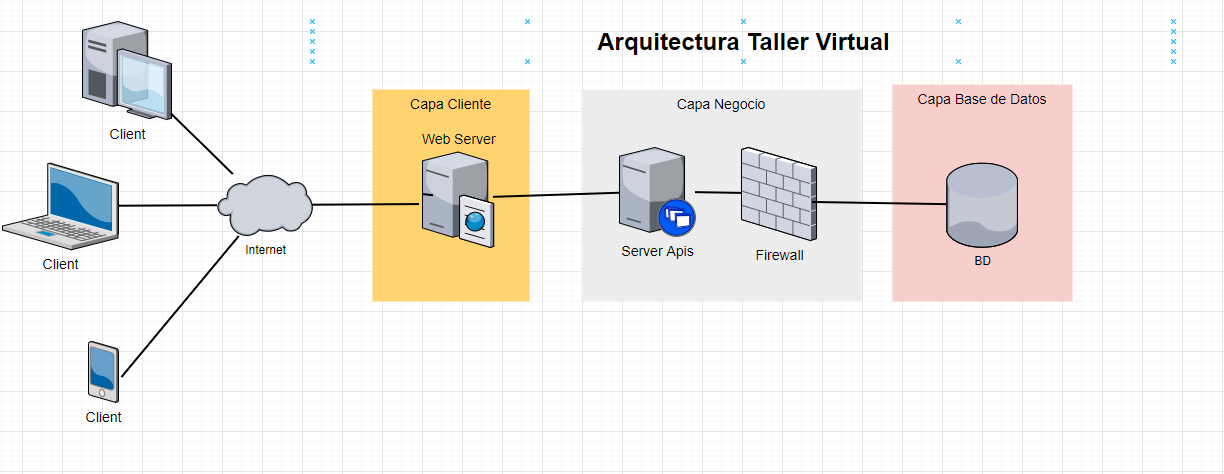 Arquitectura Taller Virtual
Capa Cliente
Capa Negocio
Capa Base de Datos
Client
Web Server
Internet
Server Apis
Firewall
BD
Client
Client